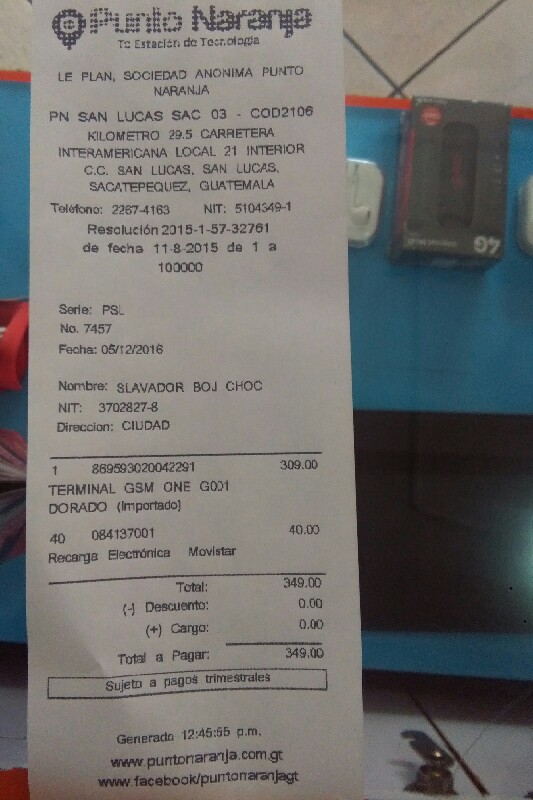 Punto Naranja
Tu Estación de Tecnología
LE PLAN, SOCIEDAD ANONIMA PUNTO
NARANJA
PN SAN LUCAS SAC 03 - COD2106
KILOMETRO 29.5 CARRETERA
INTERAMERICANA LOCAL 21 INTERIOR
C.C. SAN LUCAS, SAN LUCAS,
SACATEPEQUEZ, GUATEMALA
Teléfono: 2267-4163 NIT: 5104349-1
Resolución 2015-1-57-32761
de fecha 11-8-2015 de 1 a
100000
Serie: PSL
No. 7457
Fecha: 05/12/2016
Nombre: SLAVADOR BOJ CHOC
NIT: 3702827-8
Direccion: CIUDAD
1 869593020042291 309.00
TERMINAL GSM ONE G001
DORADO (Importado)
40 084137001 40.00
Recarga Electrónica Movistar
Total: 349.00
(-) Descuento: 0.00
(+) Cargo: 0.00
Total a Pagar: 349.00
Sujeto a pagos trimestrales
Generado 12:45:55 p.m.
www.puntonaranja.com.gt
www.facebook/puntonaranjagt
4G